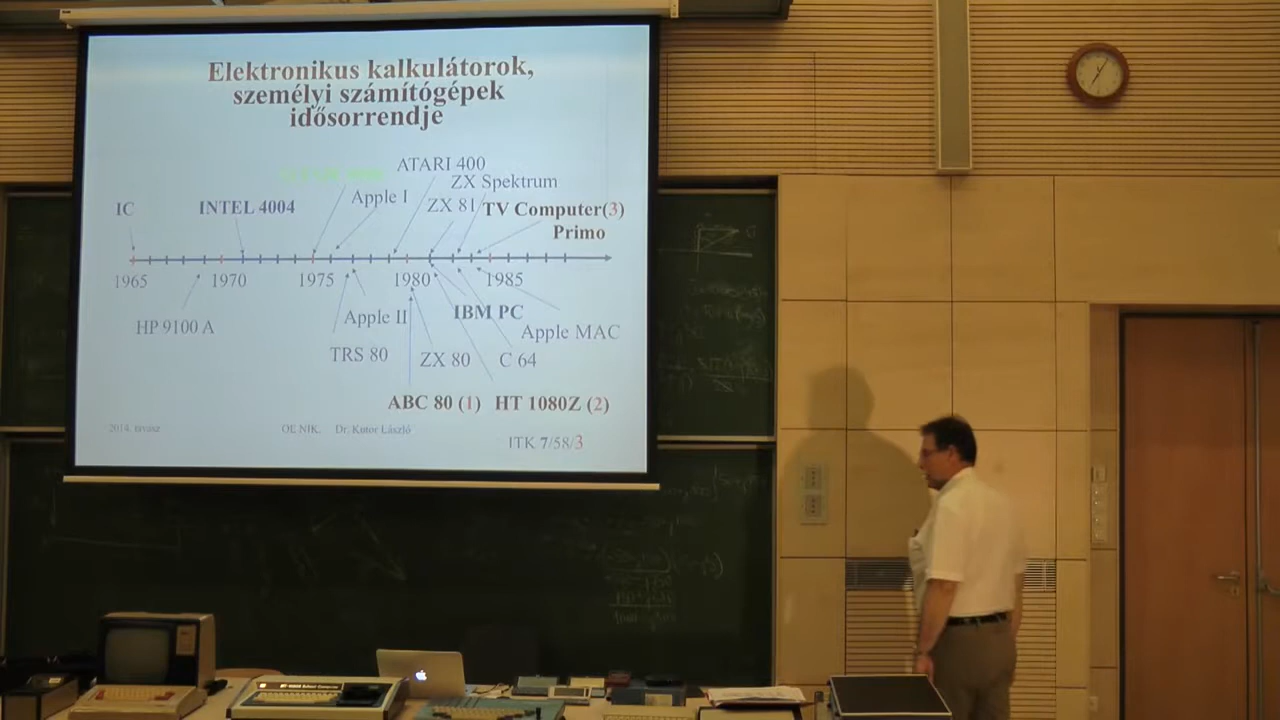 Elektronikus kalkulátorok,
személyi számítógépek
idősorrendje
ATARI 400
ZX Spektrum
Apple I
IC
INTEL 4004
ZX 81
TV Computer(3)
Primo
1965
1970
1975
1980
1985
HP 9100 A
Apple II
IBM PC
Apple MAC
TRS 80
ZX 80
C 64
ABC 80 (1)
HT 1080Z (2)
2014. tavasz
OE NIK.
Dr. Kutor László
ITK 7/58/3